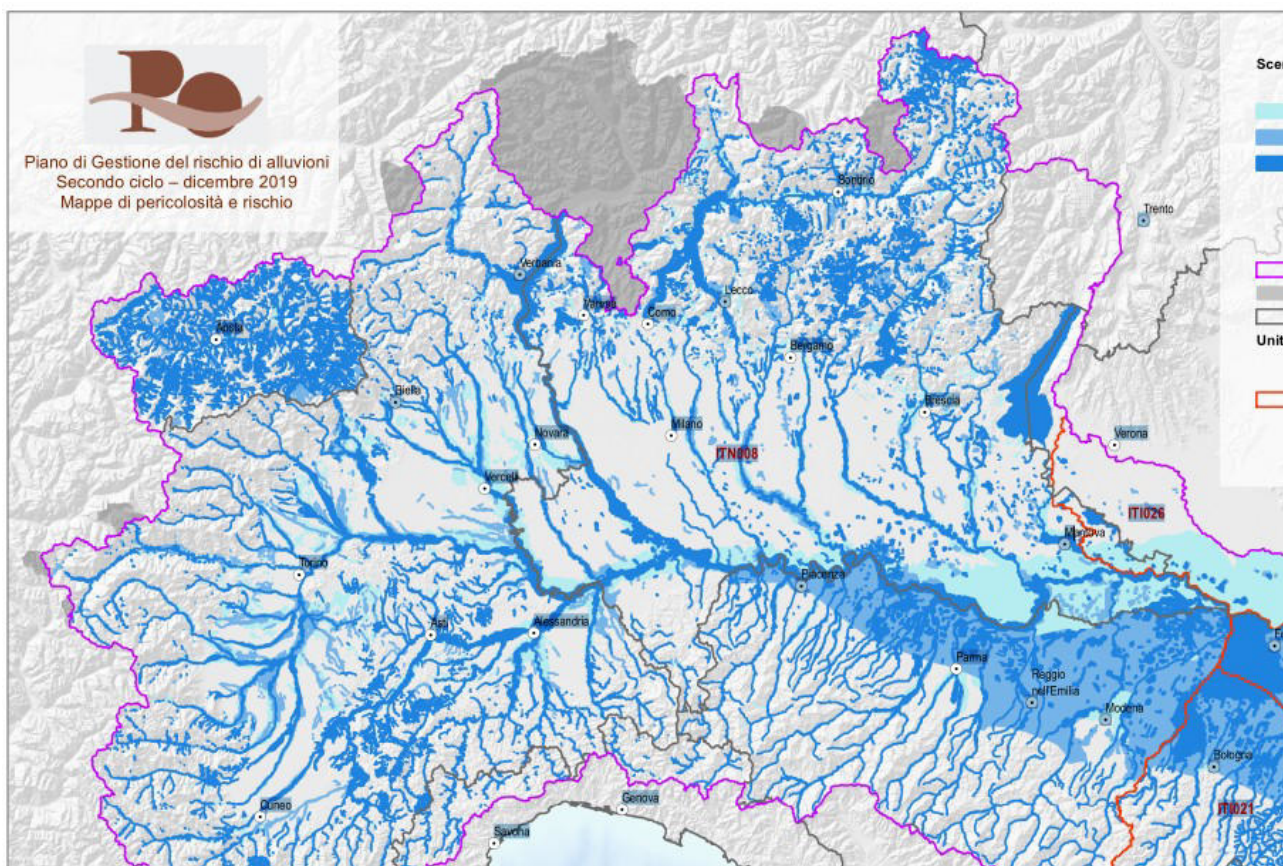 PO
Piano di Gestione del rischio di alluvioni
Secondo ciclo – dicembre 2019
Mappe di pericolosità e rischio
Scen
Sondrio
Trento
Verbania
Lecco
Varese
Como
Aosta
Bergamo
Unit
Biella
Brescia
Novara
Milano
Verona
ITN008
Vercelli
ITI026
Mantova
Torino
Piacenza
Asti
Alessandria
Parma
Reggio
nell'Emilia
Modena
Bologna
Cuneo
Genova
ITI021
Savona